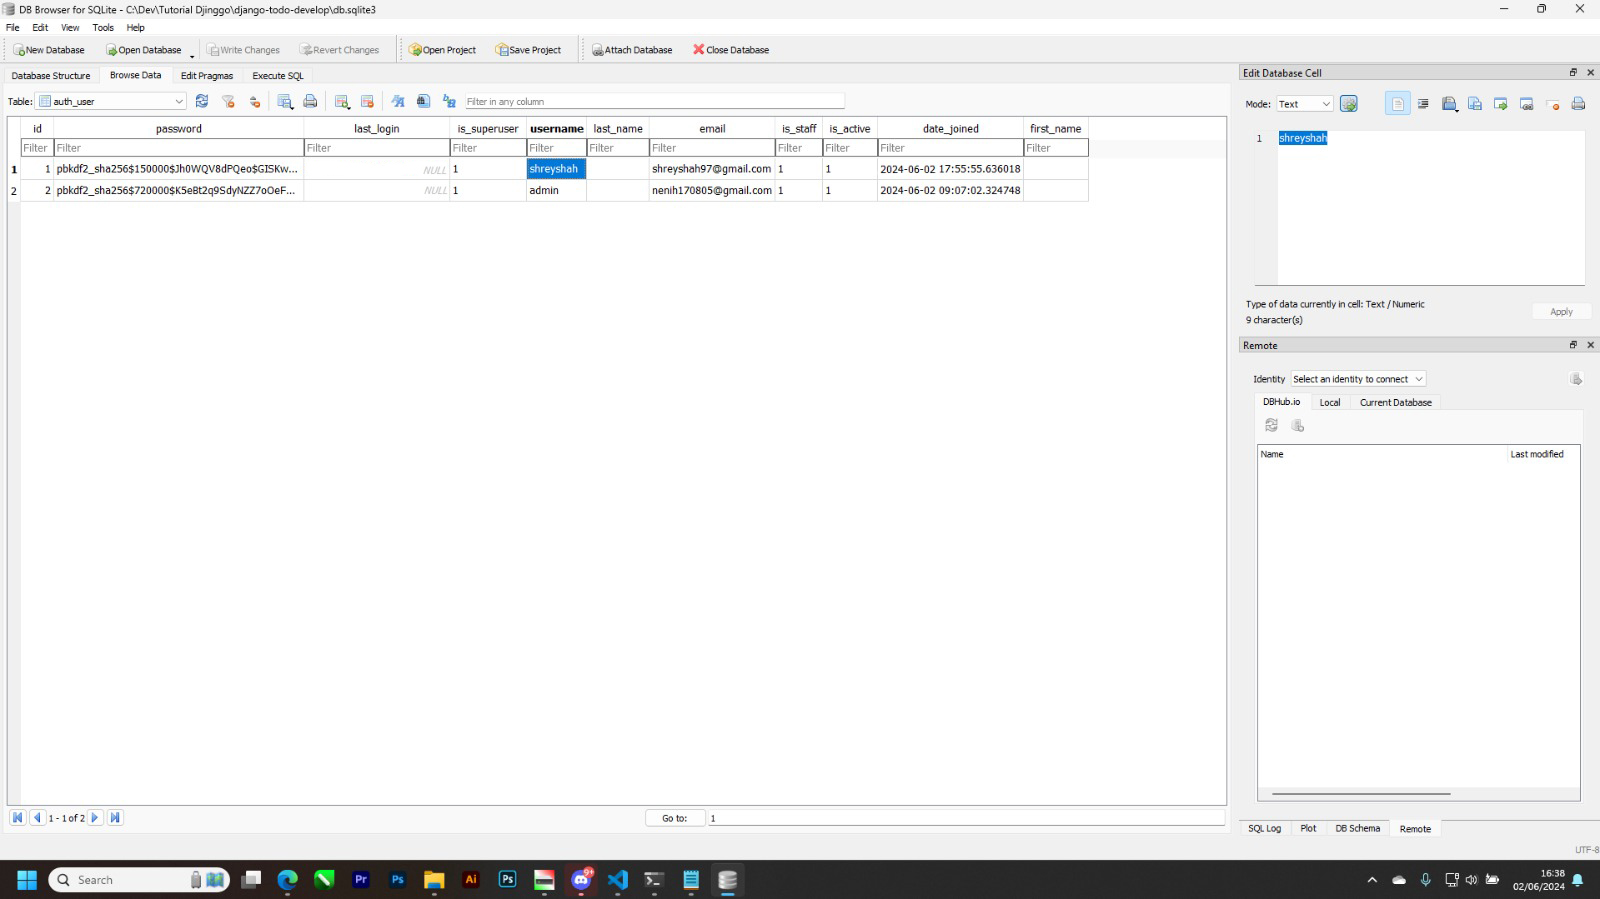 DB Browser for SQLite - C:\Dev\Tutorial Djinggo\django-todo-develop\db.sqlite3
File Edit View Tools Help
New Database Open Database Write Changes Revert Changes Open Project Save Project Attach Database Close Database
Database Structure Browse Data Edit Pragmas Execute SQL
Table: auth_user Filter in any column
id password last_login is_superuser username last_name email is_staff is_active date_joined first_name
Filter Filter Filter Filter Filter Filter Filter Filter Filter Filter Filter
1 1 pbkdf2_sha256$150000$Jh0WQV8dPQeo$GISKw... NULL 1 shreyshah shreyshah97@gmail.com 1 1 2024-06-02 17:55:55.636018
2 2 pbkdf2_sha256$720000$K5eBt2q9SdyNZZ7oOeF... NULL 1 admin nenih170805@gmail.com 1 1 2024-06-02 09:07:02.324748
1 - 1 of 2 Go to: 1
Edit Database Cell
Mode: Text
1 shreyshah
Type of data currently in cell: Text / Numeric
9 character(s)
Apply
Remote
Identity Select an identity to connect
DBHub.io Local Current Database
Name Last modified
SQL Log Plot DB Schema Remote
UTF-8
Search Pr Ps Ai Ps 9+
16:38
02/06/2024